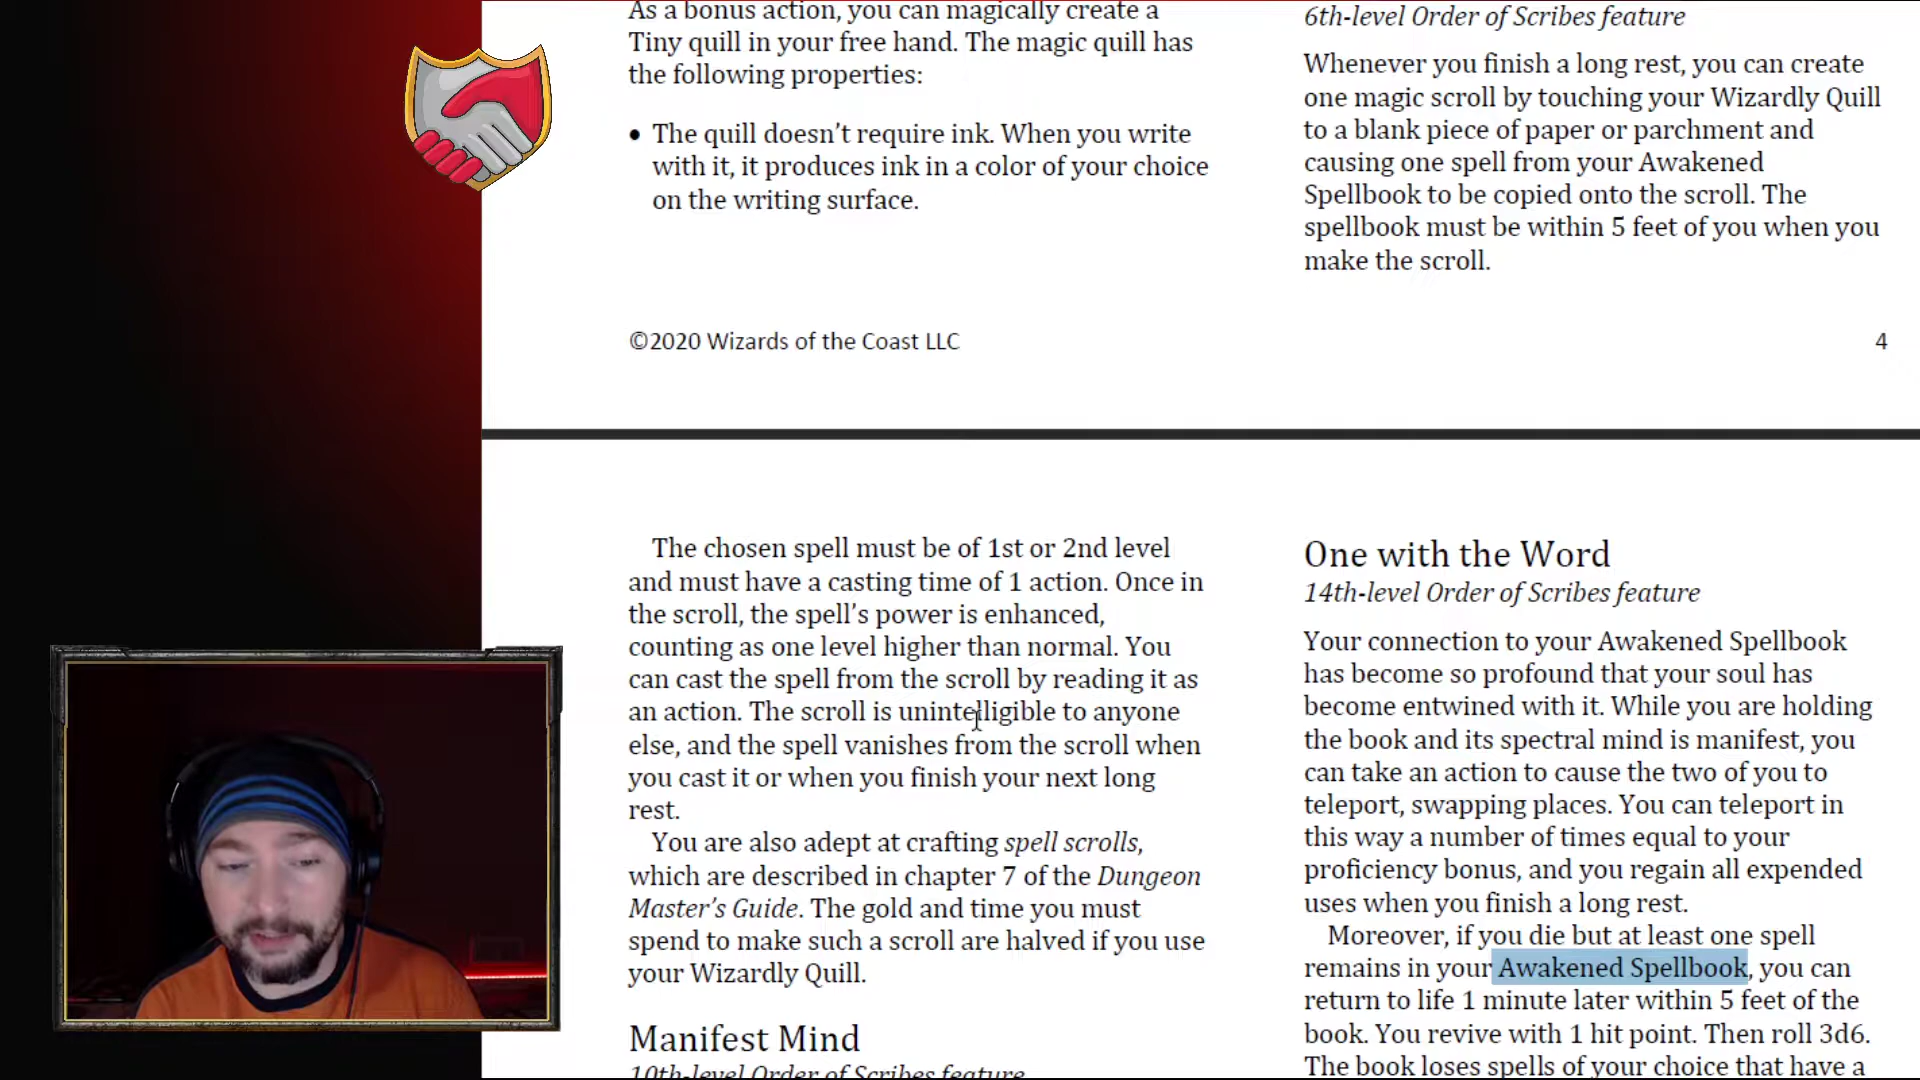 As a bonus action, you can magically create a
Tiny quill in your free hand. The magic quill has
the following properties:
• The quill doesn’t require ink. When you write
with it, it produces ink in a color of your choice
on the writing surface.
6th-level Order of Scribes feature
Whenever you finish a long rest, you can create
one magic scroll by touching your Wizardly Quill
to a blank piece of paper or parchment and
causing one spell from your Awakened
Spellbook to be copied onto the scroll. The
spellbook must be within 5 feet of you when you
make the scroll.
©2020 Wizards of the Coast LLC
4
The chosen spell must be of 1st or 2nd level
and must have a casting time of 1 action. Once in
the scroll, the spell’s power is enhanced,
counting as one level higher than normal. You
can cast the spell from the scroll by reading it as
an action. The scroll is unintelligible to anyone
else, and the spell vanishes from the scroll when
you cast it or when you finish your next long
rest.
You are also adept at crafting spell scrolls,
which are described in chapter 7 of the Dungeon
Master’s Guide. The gold and time you must
spend to make such a scroll are halved if you use
your Wizardly Quill.
Manifest Mind
10th-level Order of Scribes feature
One with the Word
14th-level Order of Scribes feature
Your connection to your Awakened Spellbook
has become so profound that your soul has
become entwined with it. While you are holding
the book and its spectral mind is manifest, you
can take an action to cause the two of you to
teleport, swapping places. You can teleport in
this way a number of times equal to your
proficiency bonus, and you regain all expended
uses when you finish a long rest.
Moreover, if you die but at least one spell
remains in your Awakened Spellbook, you can
return to life 1 minute later within 5 feet of the
book. You revive with 1 hit point. Then roll 3d6.
The book loses spells of your choice that have a